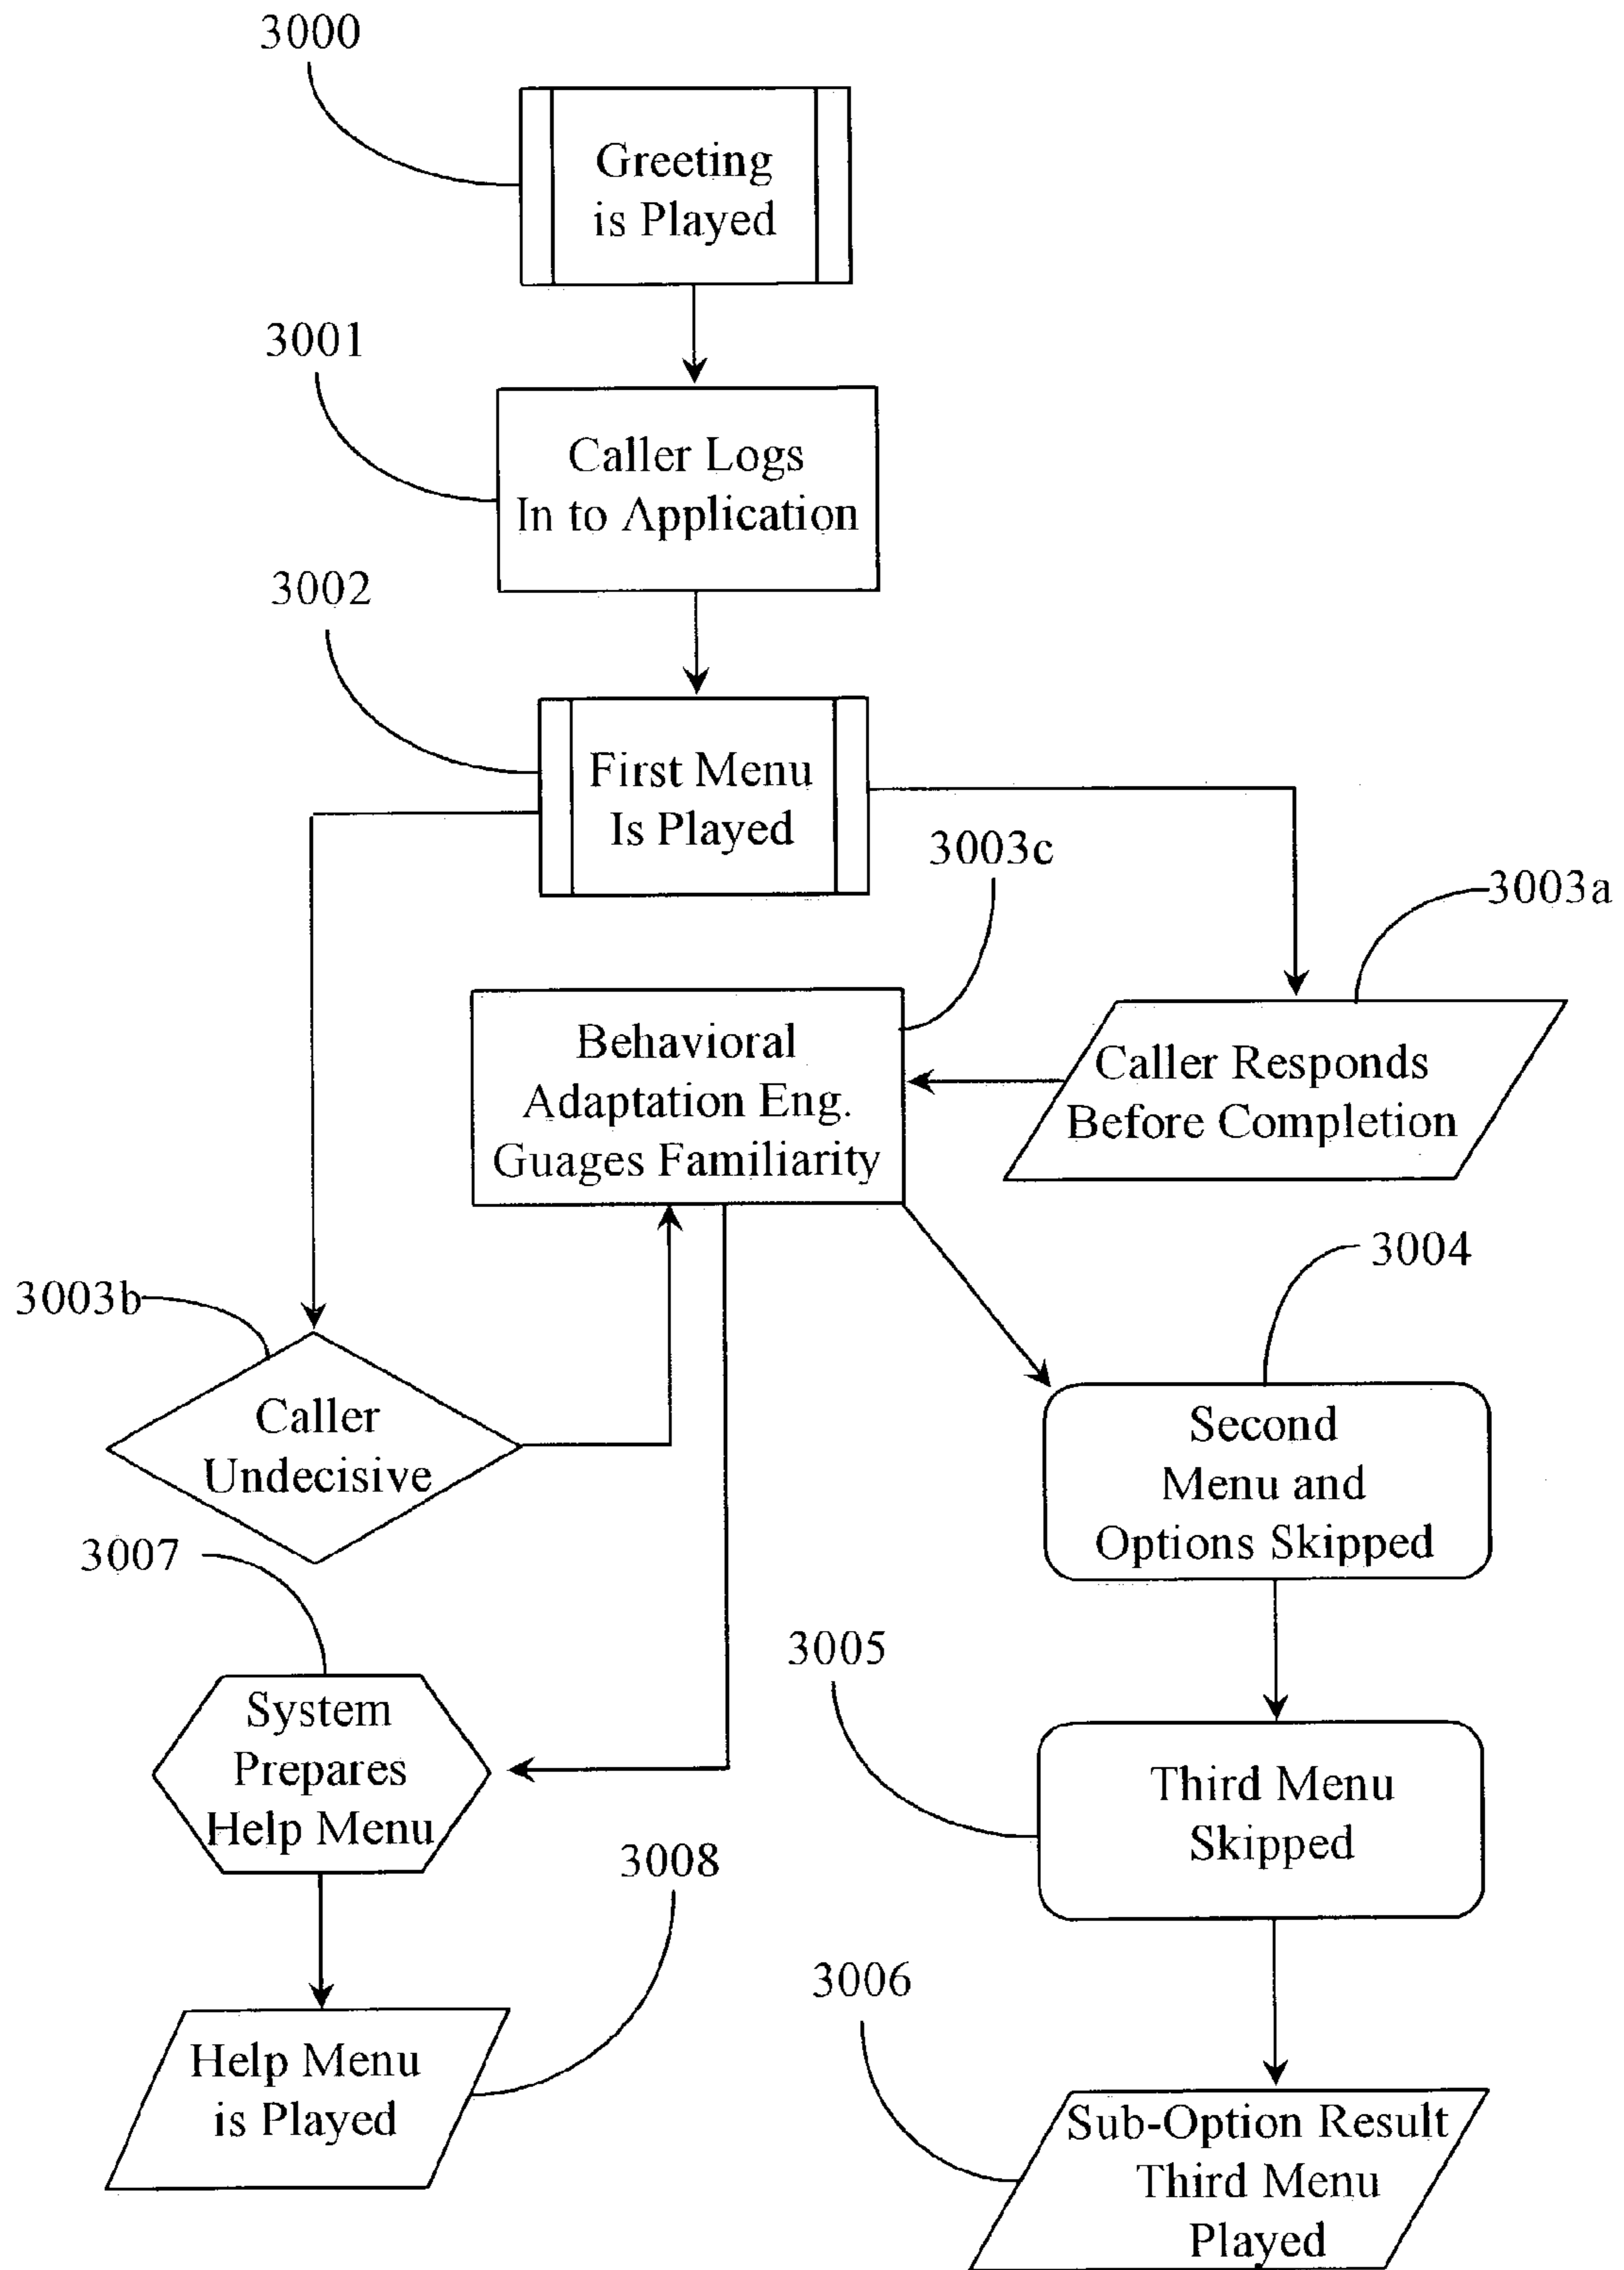 3000
Greeting
is Played
3001
Caller Logs
In to Application
3002
First Menu
Is Played
3003c
3003a
Behavioral
Adaptation Eng.
Guages Familiarity
Caller Responds
Before Completion
3004
3003b
Caller
Undecisive
Second
Menu and
Options Skipped
3007
3005
System
Prepares
Help Menu
Third Menu
Skipped
3008
3006
Help Menu
is Played
Sub-Option Result
Third Menu
Played